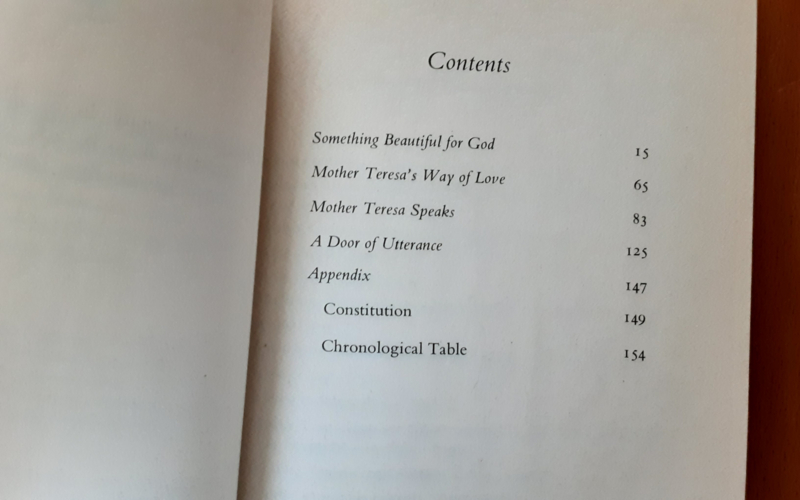 Contents
Something Beautiful for God 15
Mother Teresa's Way of Love 65
Mother Teresa Speaks 83
A Door of Utterance 125
Appendix 147
Constitution 149
Chronological Table 154